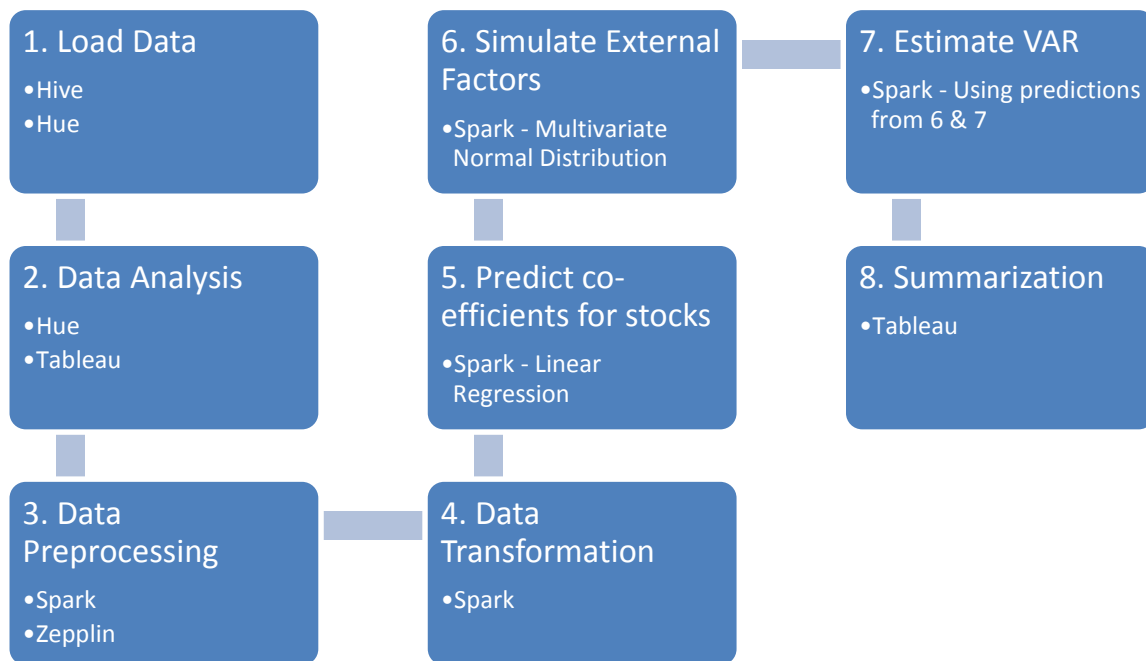 1. Load Data
•Hive
•Hue
2. Data Analysis
•Hue
•Tableau
3. Data
Preprocessing
•Spark
•Zepplin
4. Data
Transformation
•Spark
5. Predict co-
efficients for stocks
•Spark - Linear
Regression
6. Simulate External
Factors
•Spark - Multivariate
Normal Distribution
7. Estimate VAR
•Spark - Using predictions
from 6 & 7
8. Summarization
•Tableau